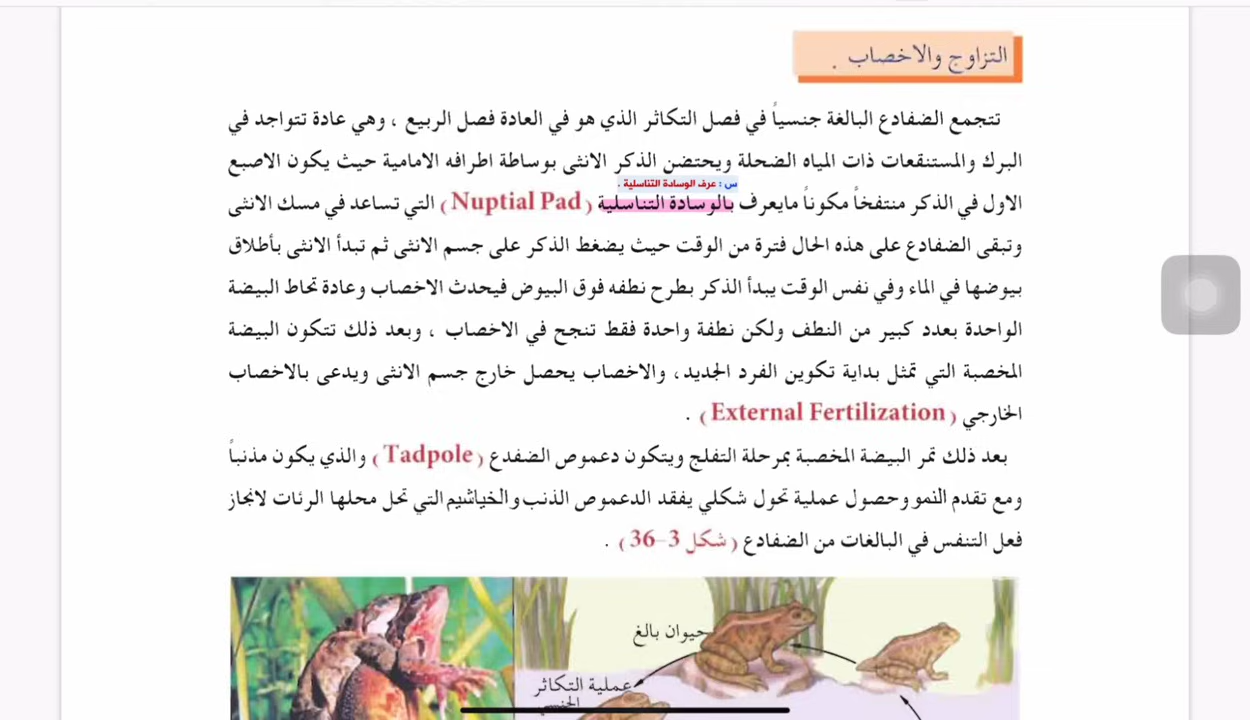 التزاوج والاخصاب .
تتجمع الضفادع البالغة جنسياً في فصل التكاثر الذي هو في العادة فصل الربيع ، وهي عادة تتواجد في
البرك والمستنقعات ذات المياه الضحلة ويحتضن الذكر الانثى بوساطة اطرافه الامامية حيث يكون الاصبع
س : عرف الوسادة التناسلية .
الاول في الذكر منتفخاً مكوناً مايعرف بالوسادة التناسلية ( Nuptial Pad ) التي تساعد في مسك الانثى
وتبقى الضفادع على هذه الحال فترة من الوقت حيث يضغط الذكر على جسم الانثى ثم تبدأ الانثى بأطلاق
بيوضها في الماء وفي نفس الوقت يبدأ الذكر بطرح نطفه فوق البيوض فيحدث الاخصاب وعادة تحاط البيضة
الواحدة بعدد كبير من النطف ولكن نطفة واحدة فقط تنجح في الاخصاب ، وبعد ذلك تتكون البيضة
المخصبة التي تمثل بداية تكوين الفرد الجديد، والاخصاب يحصل خارج جسم الانثى ويدعى بالاخصاب
الخارجي ( External Fertilization ) .
بعد ذلك تمر البيضة المخصبة بمرحلة التفلج ويتكون دعموص الضفدع ( Tadpole ) والذي يكون مذنباً
ومع تقدم النمو وحصول عملية تحول شكلي يفقد الدعموص الذنب والخياشيم التي تحل محلها الرئات لانجاز
فعل التنفس في البالغات من الضفادع ( شكل 3-36 ) .
حيوان بالغ
عملية التكاثر
الجنسي